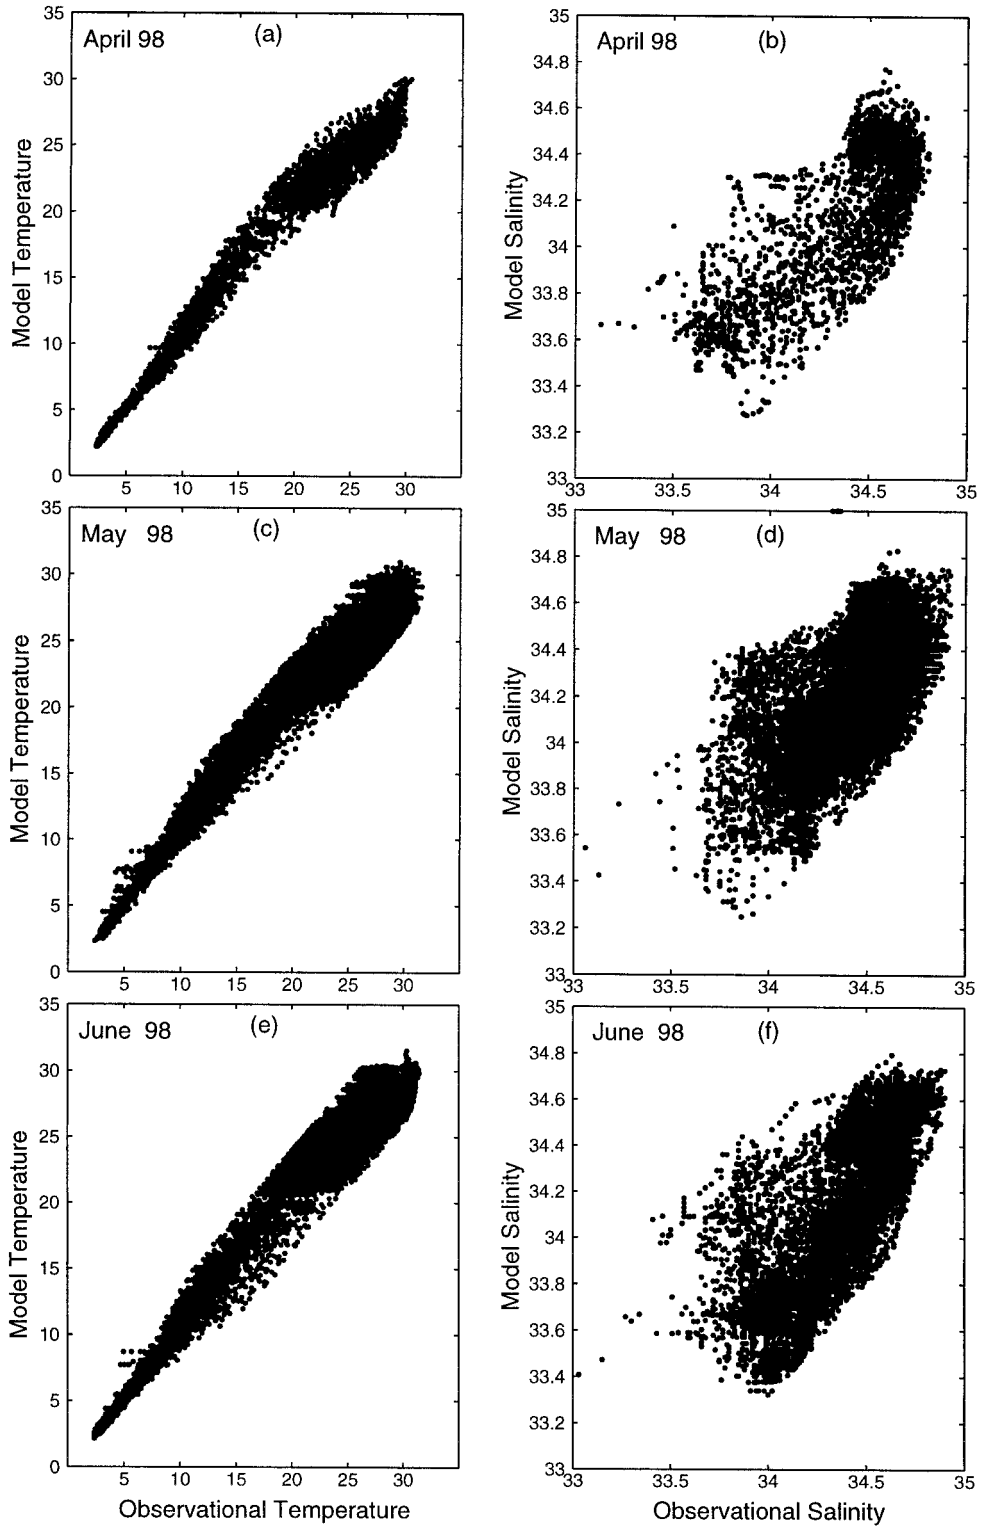 April 98 (a)
35
30
25
20
15
10
5
0
5 10 15 20 25 30
Model Temperature
April 98 (b)
35
34.8
34.6
34.4
34.2
34
33.8
33.6
33.4
33.2
33
33 33.5 34 34.5 35
Model Salinity
May 98 (c)
35
30
25
20
15
10
5
0
5 10 15 20 25 30
Model Temperature
May 98 (d)
35
34.8
34.6
34.4
34.2
34
33.8
33.6
33.4
33.2
33
33 33.5 34 34.5 35
Model Salinity
June 98 (e)
35
30
25
20
15
10
5
0
5 10 15 20 25 30
Model Temperature
Observational Temperature
June 98 (f)
35
34.8
34.6
34.4
34.2
34
33.8
33.6
33.4
33.2
33
33 33.5 34 34.5 35
Model Salinity
Observational Salinity